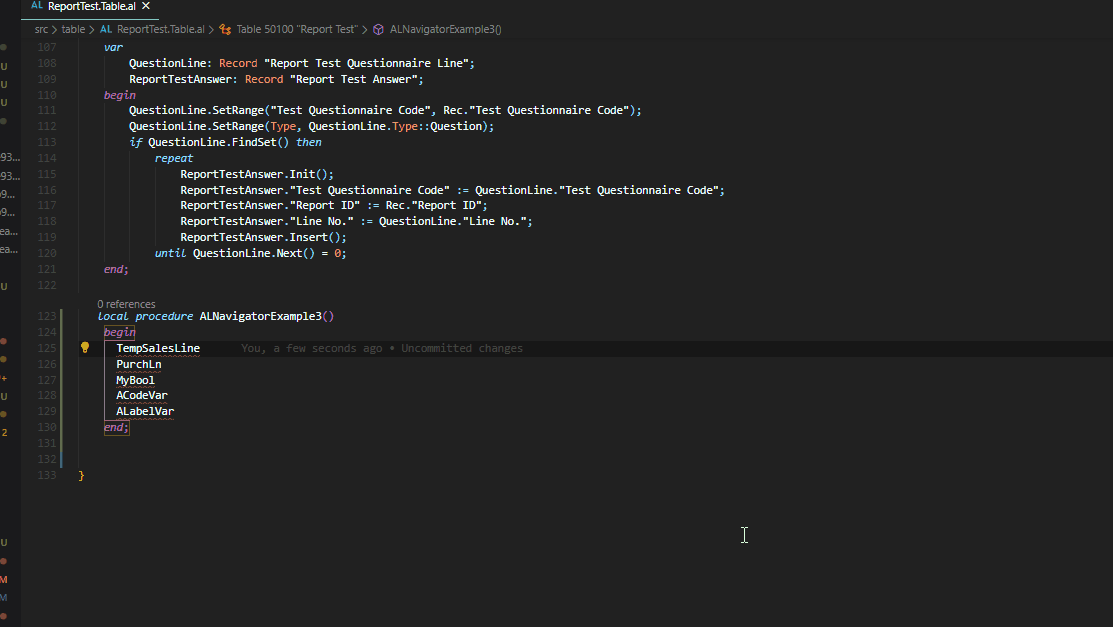 AL ReportTest.Table.al ×
src > table > AL ReportTest.Table.al > Table 50100 "Report Test" > ALNavigatorExample3()
107 var
108 QuestionLine: Record "Report Test Questionnaire Line";
109 ReportTestAnswer: Record "Report Test Answer";
110 begin
111 QuestionLine.SetRange("Test Questionnaire Code", Rec."Test Questionnaire Code");
112 QuestionLine.SetRange(Type, QuestionLine.Type::Question);
113 if QuestionLine.FindSet() then
114 repeat
115 ReportTestAnswer.Init();
116 ReportTestAnswer."Test Questionnaire Code" := QuestionLine."Test Questionnaire Code";
117 ReportTestAnswer."Report ID" := Rec."Report ID";
118 ReportTestAnswer."Line No." := QuestionLine."Line No.";
119 ReportTestAnswer.Insert();
120 until QuestionLine.Next() = 0;
121 end;
122
0 references
123 local procedure ALNavigatorExample3()
124 begin
125 TempSalesLine You, a few seconds ago • Uncommitted changes
126 PurchLn
127 MyBool
128 ACodeVar
129 ALabelVar
130 end;
131
132
133 }
U
U
U
93...
93...
9...
9...
ea...
ea...
U
+
U
2
U
M
M